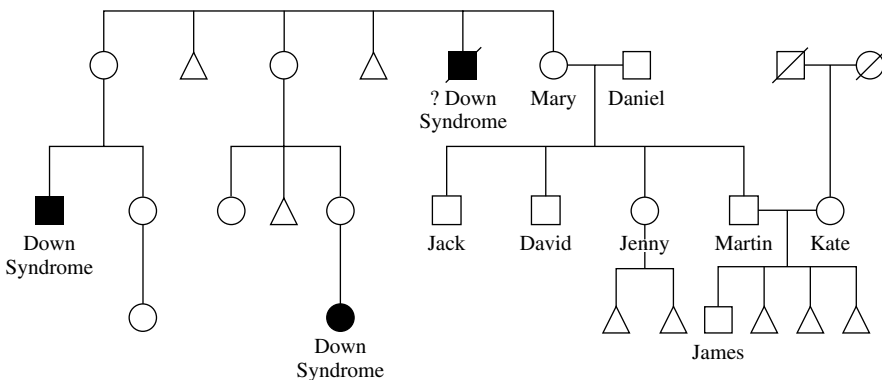 ? Down
Syndrome
Mary
Daniel
Down
Syndrome
Jack
David
Jenny
Martin
Kate
Down
Syndrome
James